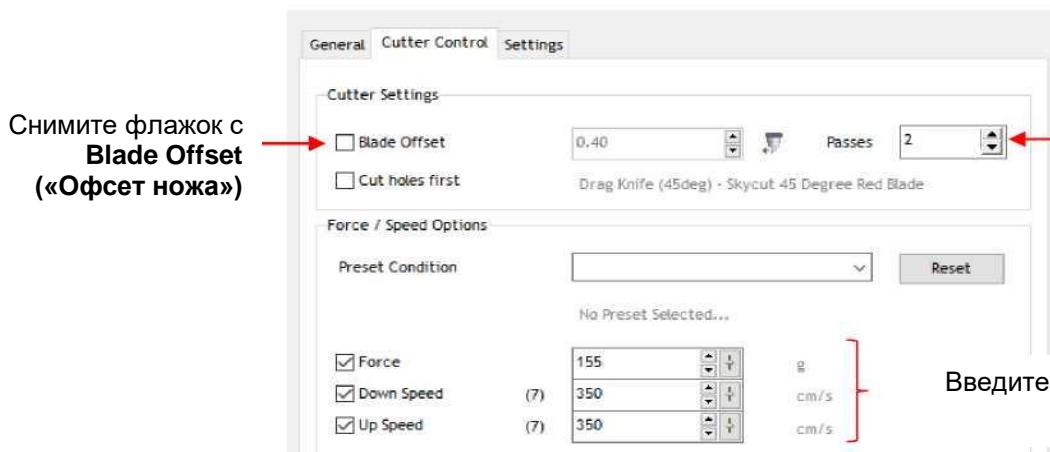 General Cutter Control Settings
Cutter Settings
Снимите флажок с
Blade Offset
(«Офсет ножа»)
Blade Offset 0.40 Passes 2
Cut holes first Drag Knife (45deg) - Skycut 45 Degree Red Blade
Force / Speed Options
Preset Condition Reset
No Preset Selected...
Force 155 g
Down Speed (7) 350 cm/s
Up Speed (7) 350 cm/s
Введите